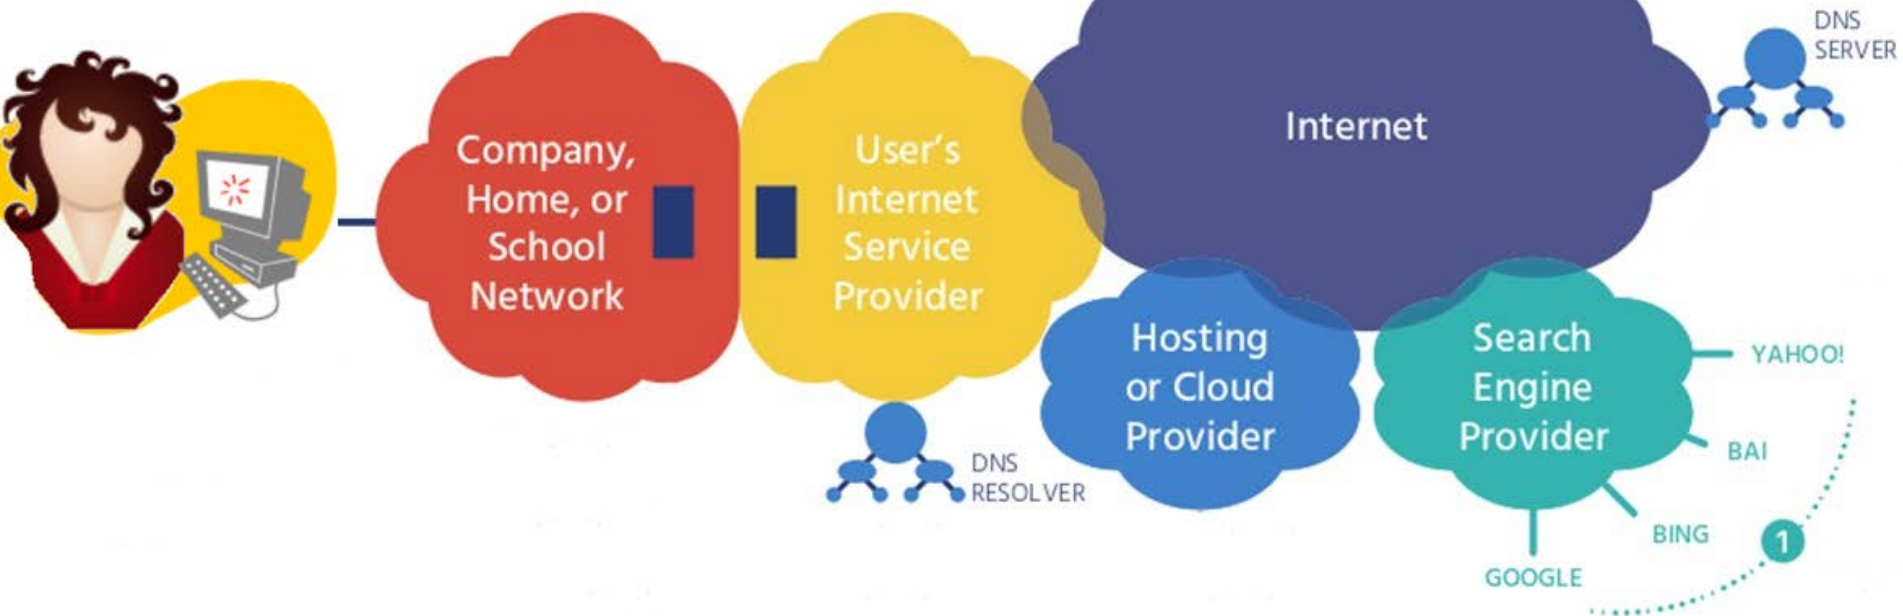 DNS
SERVER
Company,
Home, or
School
Network
User's
Internet
Service
Provider
Internet
Hosting
or Cloud
Provider
Search
Engine
Provider
YAHOO!
BAI
BING
1
GOOGLE
DNS
RESOLVER